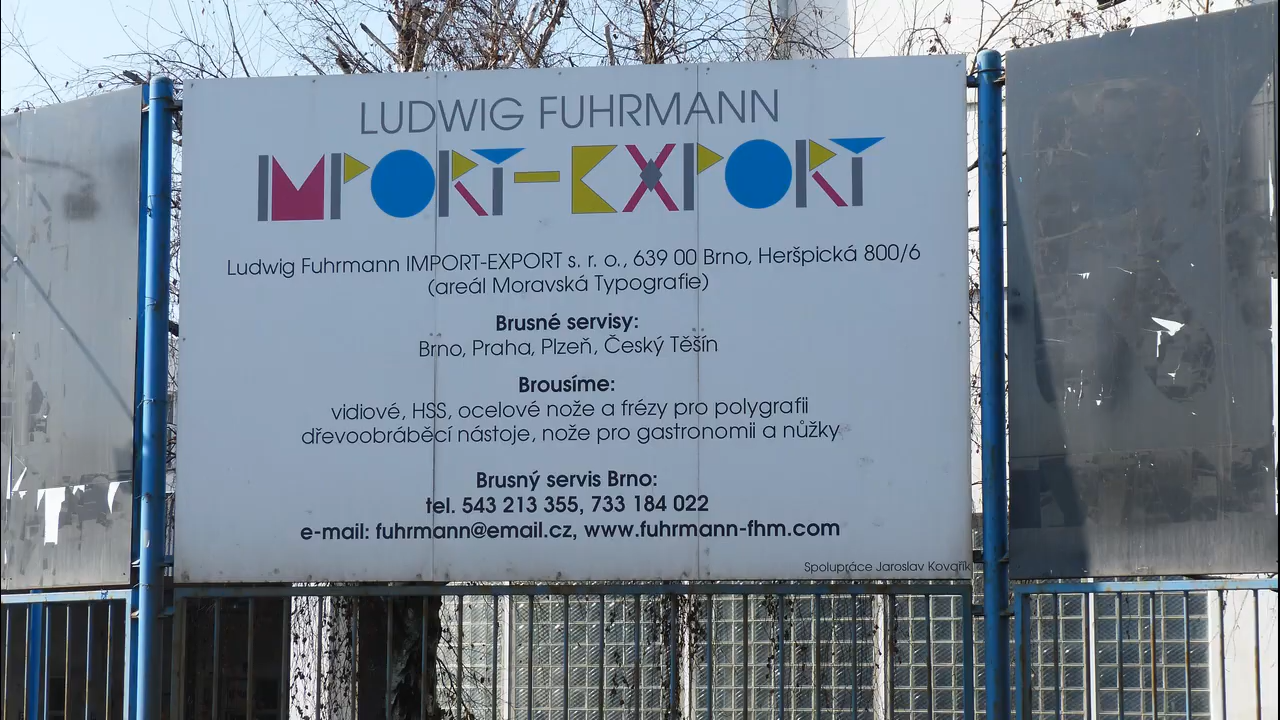 LUDWIG FUHRMANN
IMPORT-EXPORT
Ludwig Fuhrmann IMPORT-EXPORT s. r. o., 639 00 Brno, Heršpická 800/6
(areál Moravská Typografie)
Brusné servisy:
Brno, Praha, Plzeň, Český Těšín
Brousíme:
vidiové, HSS, ocelové nože a frézy pro polygrafii
dřevoobráběcí nástoje, nože pro gastronomii a nůžky
Brusný servis Brno:
tel. 543 213 355, 733 184 022
e-mail: fuhrmann@email.cz, www.fuhrmann-fhm.com
Spolupráce Jaroslav Kovařík